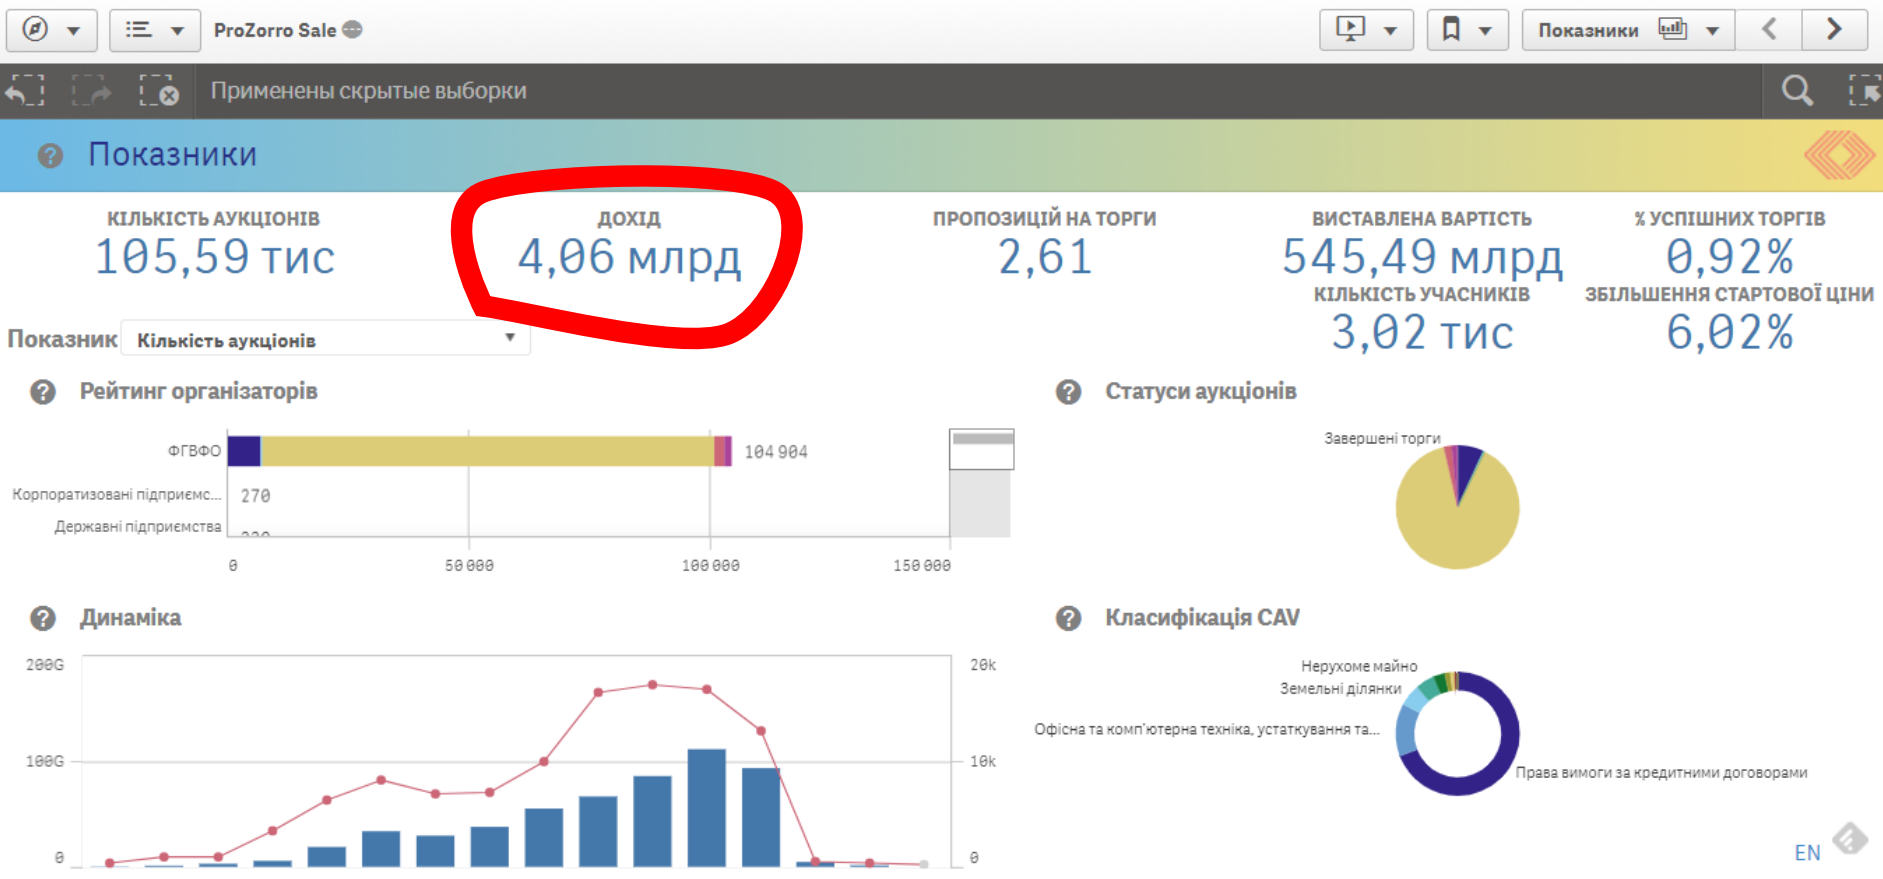 ProZorro Sale
Показники
Применены скрытые выборки
Показники
КІЛЬКІСТЬ АУКЦІОНІВ
105,59 тис
ДОХІД
4,06 млрд
ПРОПОЗИЦІЙ НА ТОРГИ
2,61
ВИСТАВЛЕНА ВАРТІСТЬ
545,49 млрд
% УСПІШНИХ ТОРГІВ
0,92%
КІЛЬКІСТЬ УЧАСНИКІВ
3,02 тис
ЗБІЛЬШЕННЯ СТАРТОВОЇ ЦІНИ
6,02%
Показник
Кількість аукціонів
Рейтинг організаторів
ФГВФО
104 904
Корпоратизовані підприємс...
270
Державні підприємства
0
50 000
100 000
150 000
Статуси аукціонів
Завершені торги
Динаміка
200G
100G
0
20k
10k
0
Класифікація CAV
Нерухоме майно
Земельні ділянки
Офісна та комп'ютерна техніка, устаткування та...
Права вимоги за кредитними договорами
EN